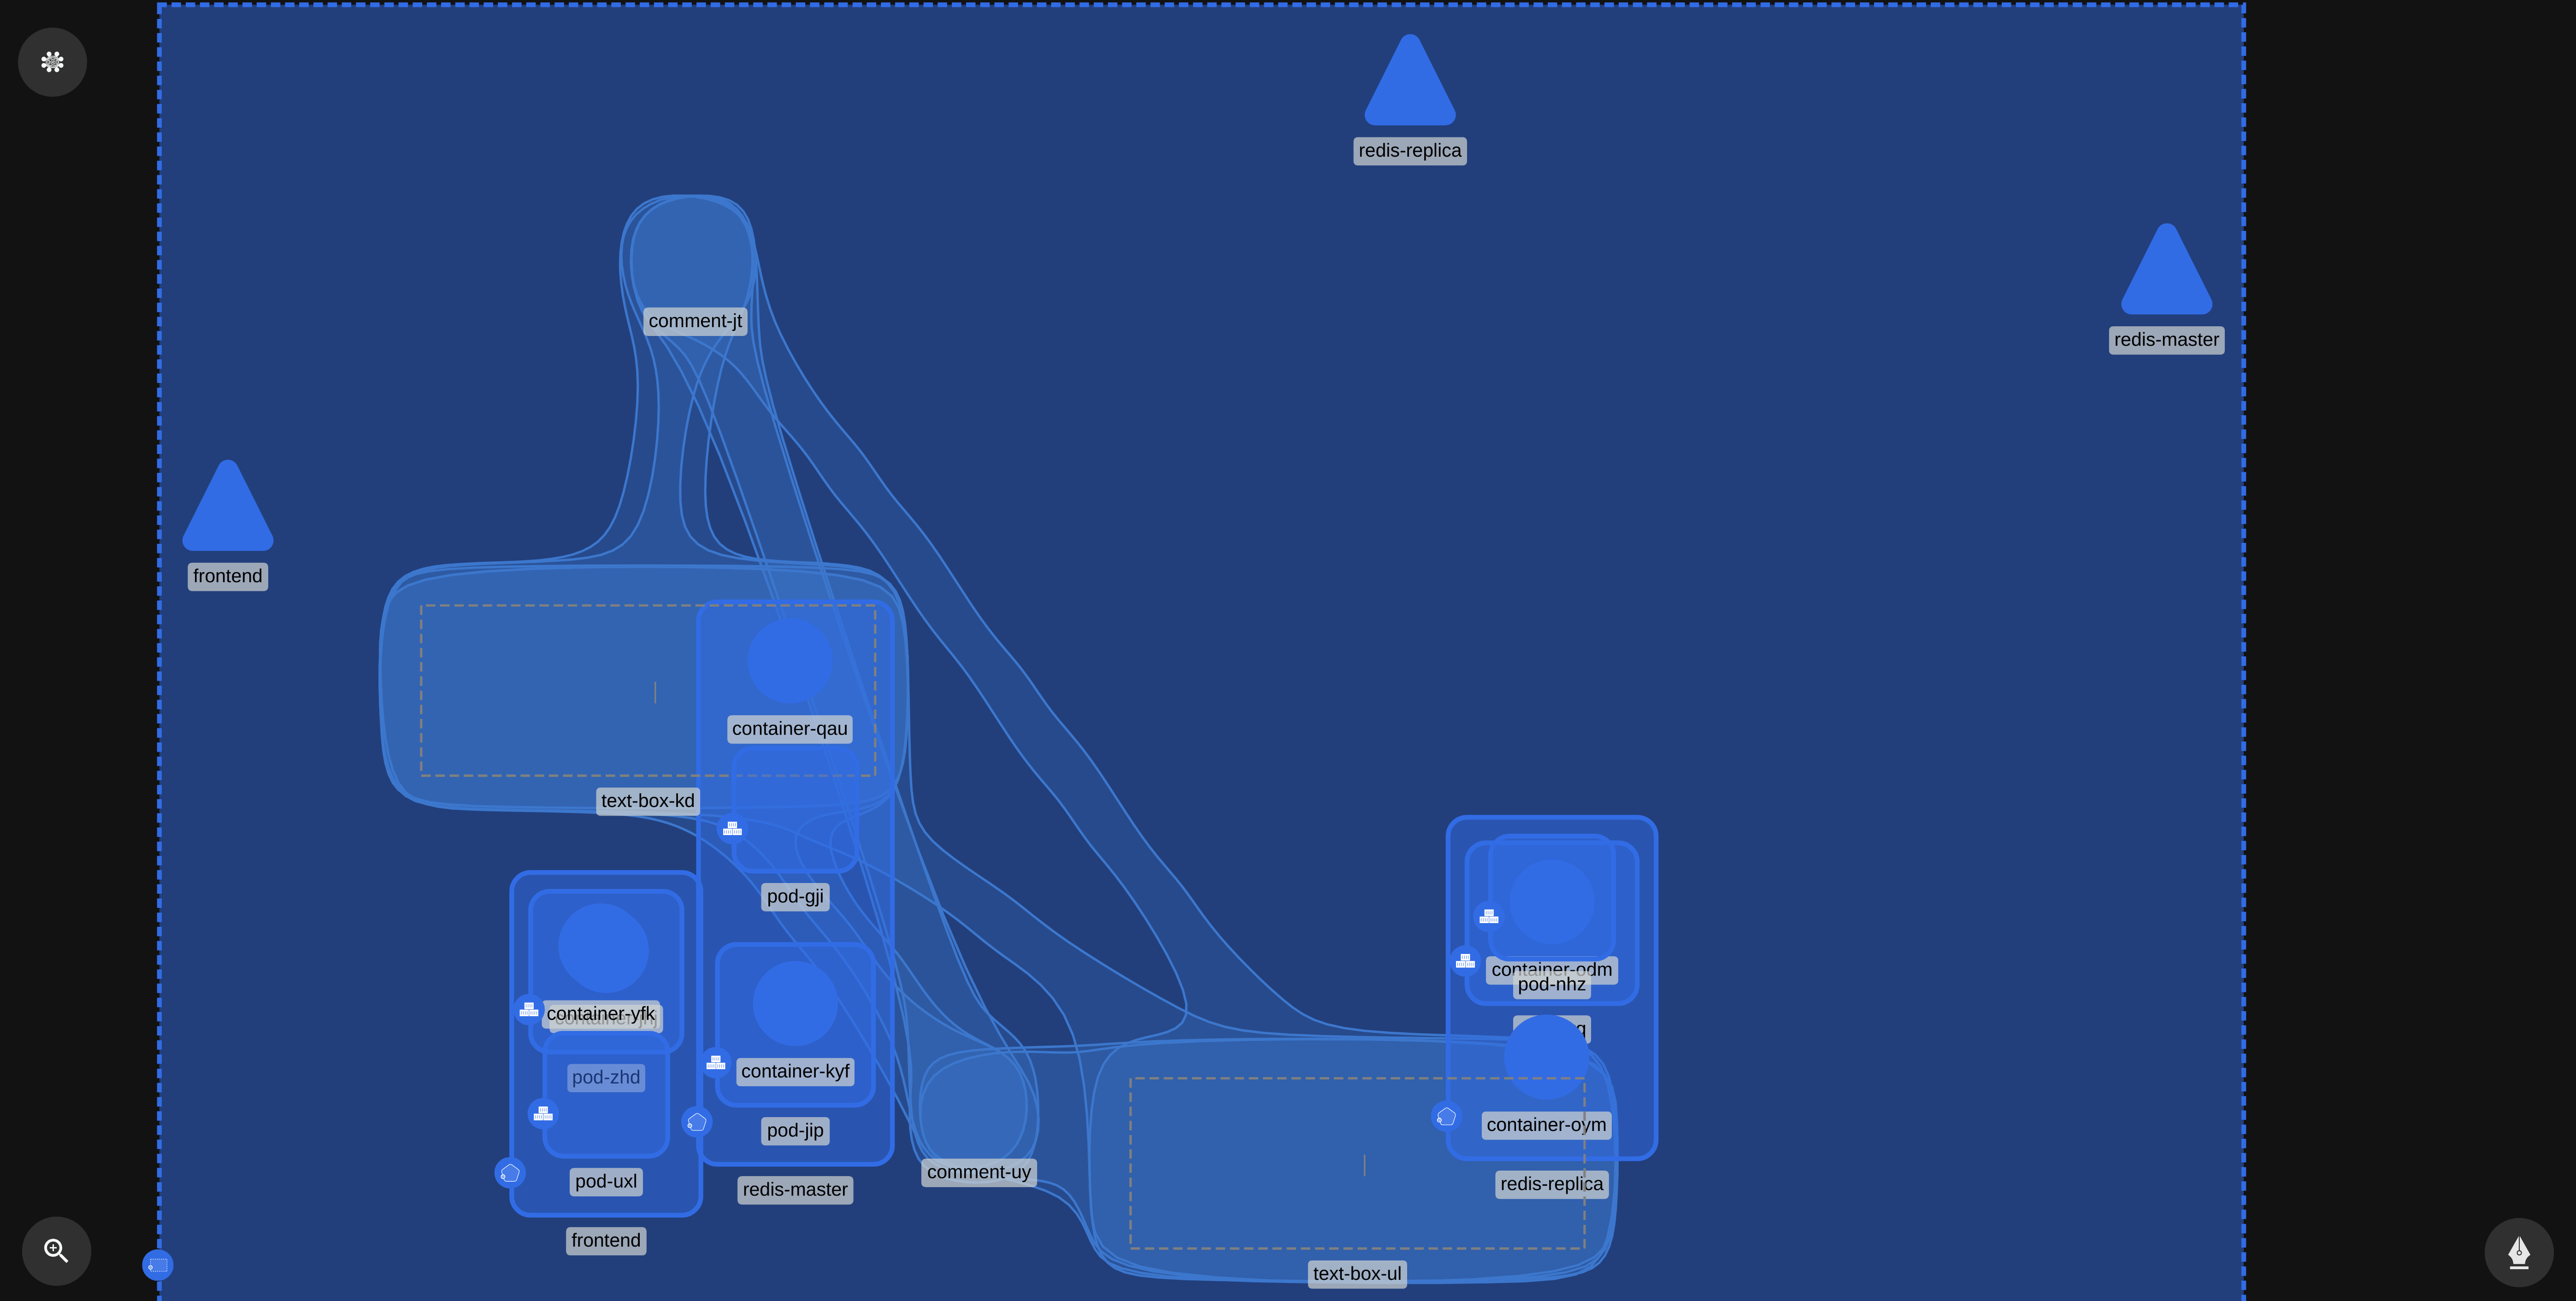 redis-replica
comment-jt
redis-master
frontend
container-qau
text-box-kd
pod-gji
container-odm
pod-nhz
container-yfk
pod-zhd
container-kyf
container-oym
pod-jip
comment-uy
pod-uxl
redis-master
redis-replica
frontend
text-box-ul